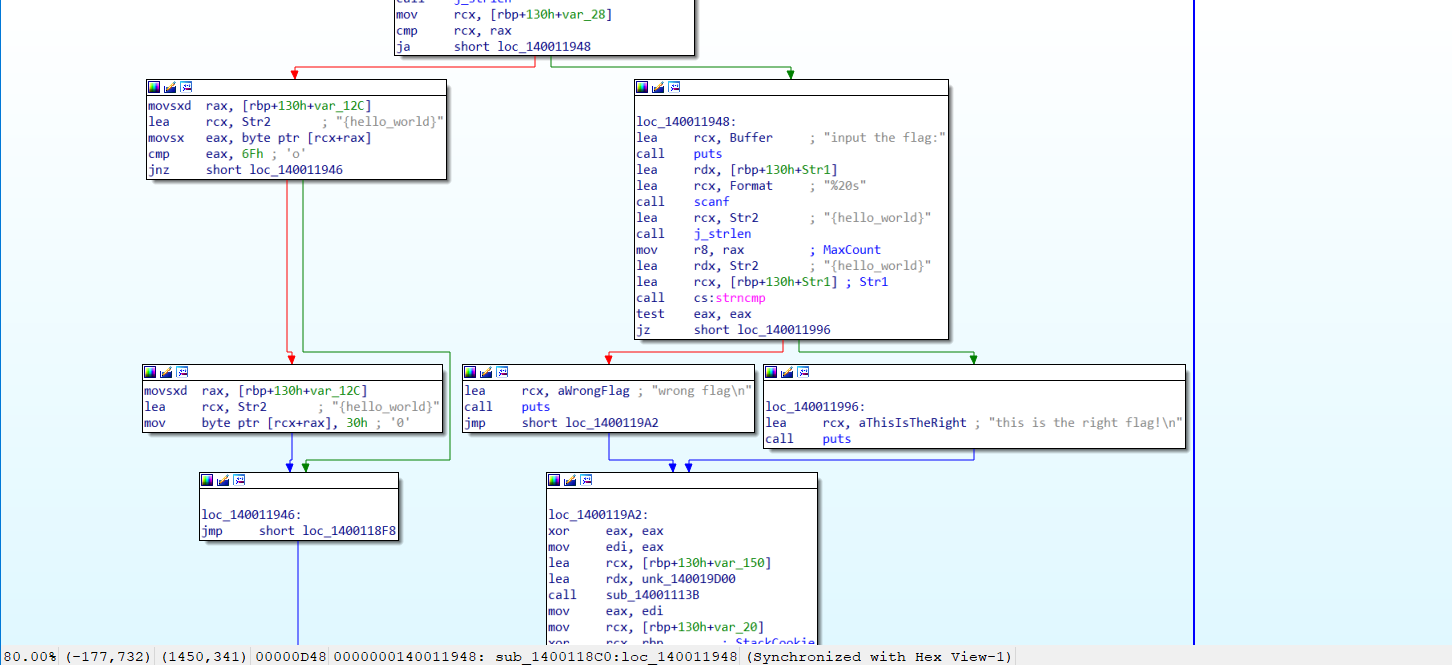 call    j_strlen
mov     rcx, [rbp+130h+var_28]
cmp     rcx, rax
ja      short loc_140011948
movsxd  rax, [rbp+130h+var_12C]
lea     rcx, Str2       ; "{hello_world}"
movsx   eax, byte ptr [rcx+rax]
cmp     eax, 6Fh ; 'o'
jnz     short loc_140011946
loc_140011948:
lea     rcx, Buffer     ; "input the flag:"
call    puts
lea     rdx, [rbp+130h+Str1]
lea     rcx, Format     ; "%20s"
call    scanf
lea     rcx, Str2       ; "{hello_world}"
call    j_strlen
mov     r8, rax         ; MaxCount
lea     rdx, Str2       ; "{hello_world}"
lea     rcx, [rbp+130h+Str1] ; Str1
call    cs:strncmp
test    eax, eax
jz      short loc_140011996
movsxd  rax, [rbp+130h+var_12C]
lea     rcx, Str2       ; "{hello_world}"
mov     byte ptr [rcx+rax], 30h ; '0'
lea     rcx, aWrongFlag ; "wrong flag\n"
call    puts
jmp     short loc_1400119A2
loc_140011996:
lea     rcx, aThisIsTheRight ; "this is the right flag!\n"
call    puts
loc_140011946:
jmp     short loc_1400118F8
loc_1400119A2:
xor     eax, eax
mov     edi, eax
lea     rcx, [rbp+130h+var_150]
lea     rdx, unk_140019D00
call    sub_14001113B
mov     eax, edi
mov     rcx, [rbp+130h+var_20]
xor     rcx, rbp        ; StackCookie
80.00% (-177,732) (1450,341) 00000D48 0000000140011948: sub_1400118C0:loc_140011948 (Synchronized with Hex View-1)